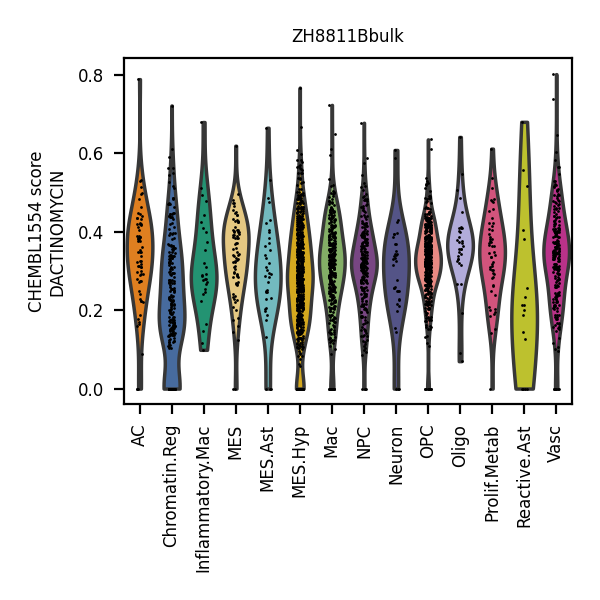 ZH8811Bbulk
CHEMBL1554 score
DACTINOMYCIN
0.8
0.6
0.4
0.2
0.0
AC
Chromatin.Reg
Inflammatory.Mac
MES
MES.Ast
MES.Hyp
Mac
NPC
Neuron
OPC
Oligo
Prolif.Metab
Reactive.Ast
Vasc